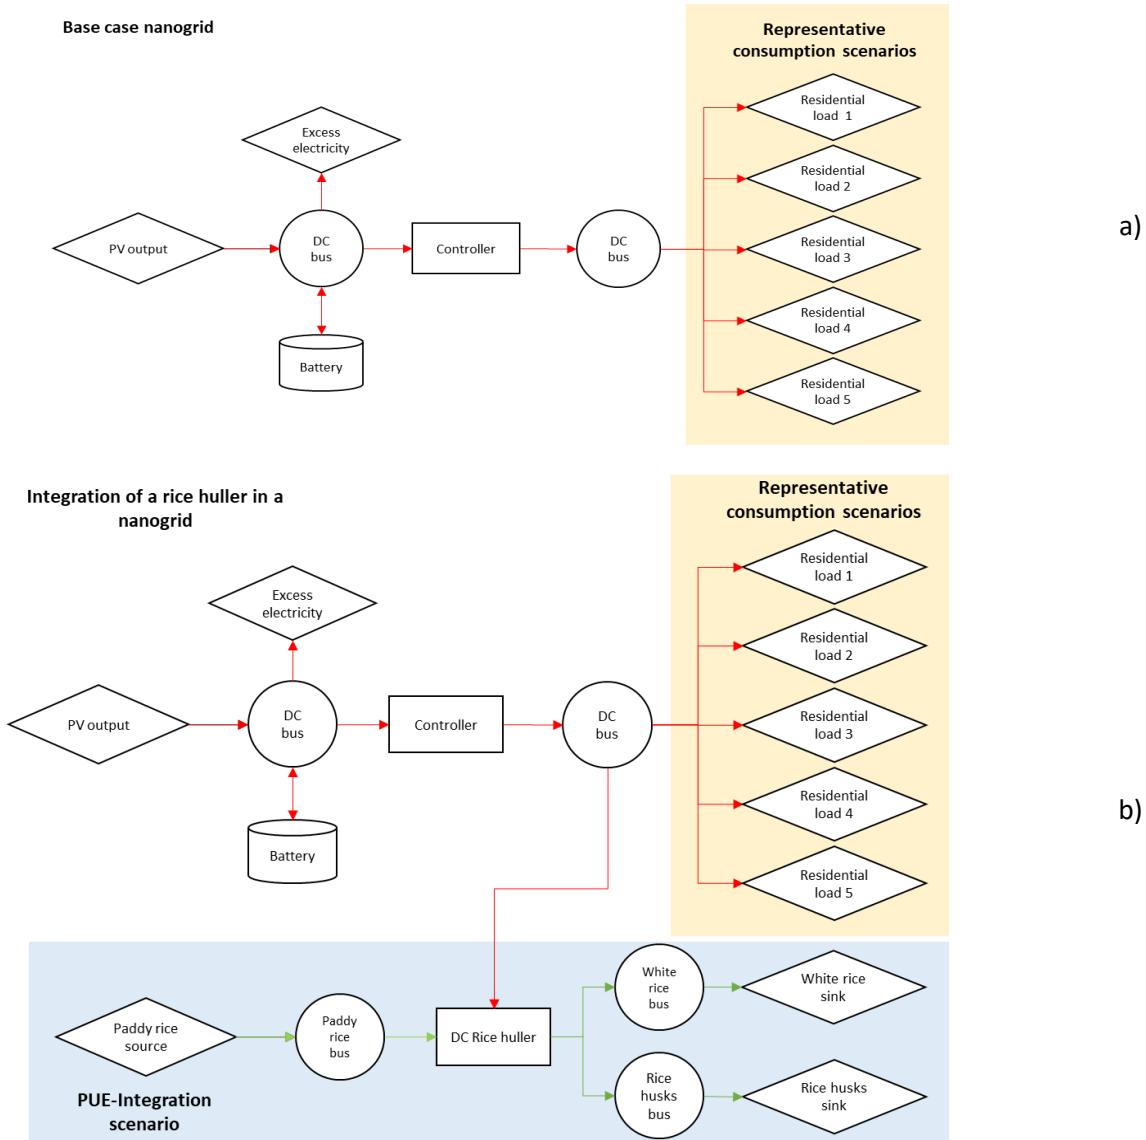 Base case nanogrid
Representative
consumption scenarios
Residential
load  1
Excess
electricity
Residential
load 2
a)
PV output
DC
bus
Controller
DC
bus
Residential
load 3
Residential
load 4
Battery
Residential
load 5
Integration of a rice huller in a
nanogrid
Representative
consumption scenarios
Residential
load 1
Excess
electricity
Residential
load 2
PV output
DC
bus
Controller
DC
bus
Residential
load 3
Residential
load 4
b)
Battery
Residential
load 5
White
rice
bus
White rice
sink
Paddy rice
source
Paddy
rice
bus
DC Rice huller
Rice
husks
bus
Rice husks
sink
PUE-Integration
scenario